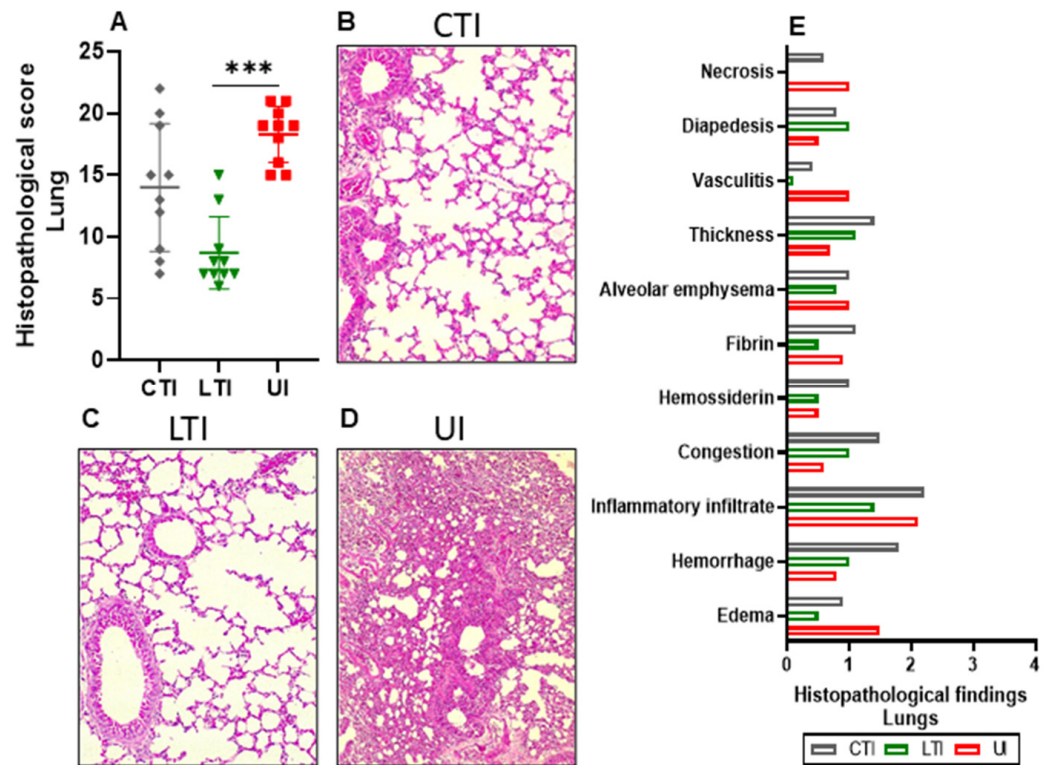 A
Histopathological score
Lung
25
20
15
10
5
0
***
CTI
LTI
UI
B
CTI
C
LTI
D
UI
E
Necrosis
Diapedesis
Vasculitis
Thickness
Alveolar emphysema
Fibrin
Hemossiderin
Congestion
Inflammatory infiltrate
Hemorrhage
Edema
0 1 2 3 4
Histopathological findings
Lungs
CTI LTI UI